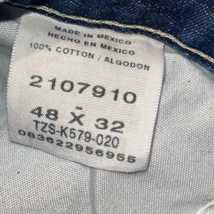 MADE IN MEXICO
HECHO EN MEXICO
100% COTTON / ALGODON
2107910
-
48 X 32
TZS-K579-020
083622956955